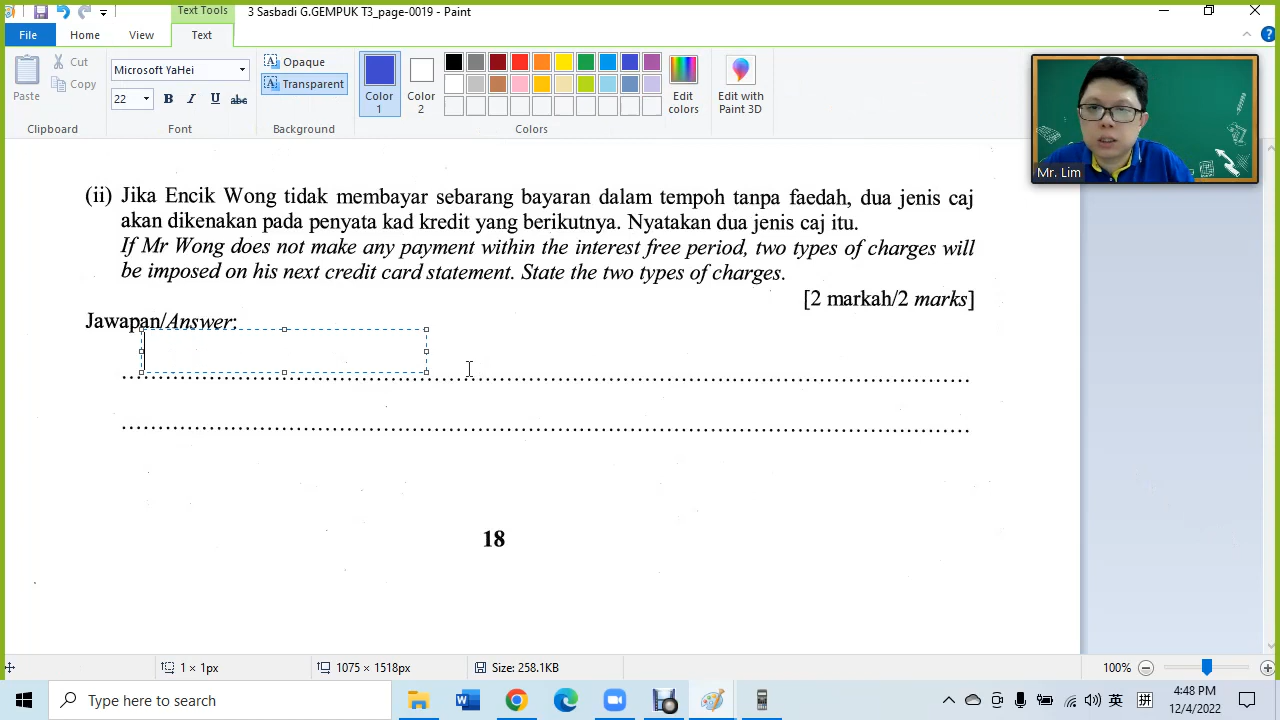 3 Sasbadi G.GEMPUK T3_page-0019 - Paint
Text Tools
File
Home
View
Text
Paste
Cut
Copy
Clipboard
Microsoft YaHei
22
B
I
U
abc
Font
Opaque
Transparent
Background
Color 1
Color 2
Edit colors
Colors
Edit with Paint 3D
Mr. Lim
(ii) Jika Encik Wong tidak membayar sebarang bayaran dalam tempoh tanpa faedah, dua jenis caj
akan dikenakan pada penyata kad kredit yang berikutnya. Nyatakan dua jenis caj itu.
If Mr Wong does not make any payment within the interest free period, two types of charges will
be imposed on his next credit card statement. State the two types of charges.
[2 markah/2 marks]
Jawapan/Answer:
18
1 × 1px
1075 × 1518px
Size: 258.1KB
100%
Type here to search
英
拼
4:48 PM
12/4/2022